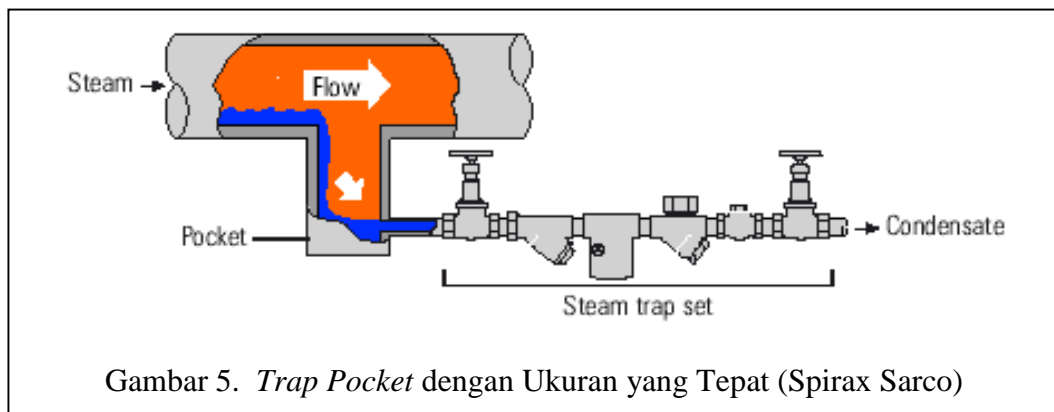 Steam
Flow
Pocket
Condensate
Steam trap set
Gambar 5. Trap Pocket dengan Ukuran yang Tepat (Spirax Sarco)